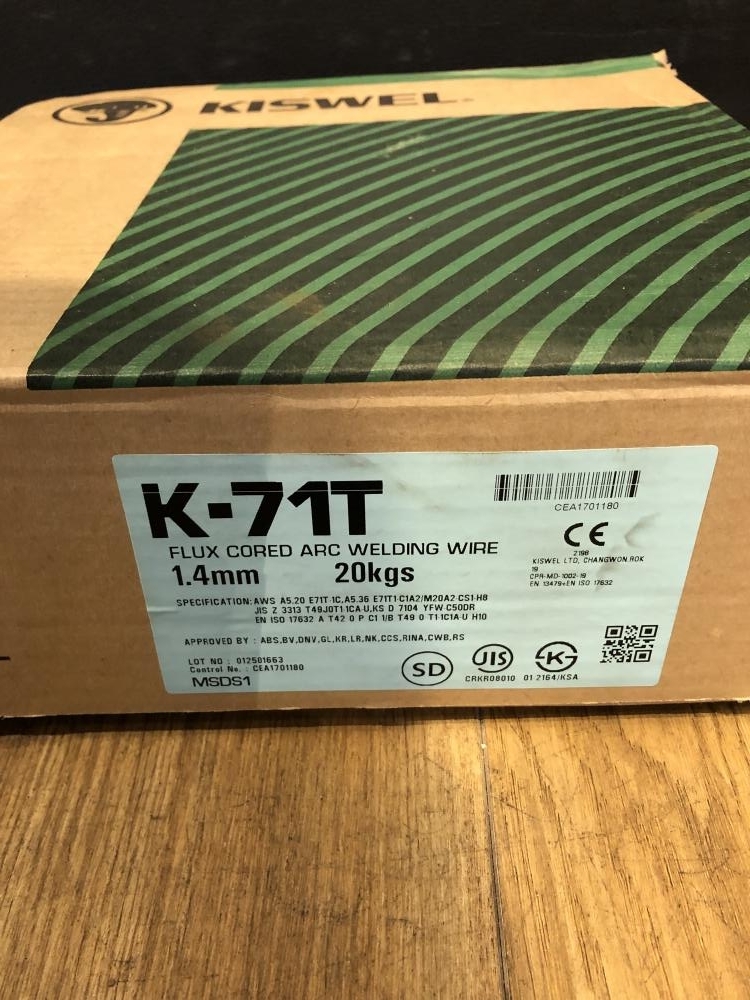 KISWEL
K-71T
CEA1701180
FLUX CORED ARC WELDING WIRE
1.4mm 20kgs
CE
2198
KISWEL LTD, CHANGWON, ROK
19
CPR-MD-1002-19
EN 13479+EN ISO 17632
SPECIFICATION: AWS A5.20 E71T-1C, A5.36 E71T1-C1A2/M20A2-CS1-H8
JIS Z 3313 T49J0T1-1CA-U, KS D 7104 YFW-C50DR
EN ISO 17632 A T42 0 P C1 1/B T49 0 T1-1C1A-U H10
APPROVED BY : ABS,BV,DNV,GL,KR,LR,NK,CCS,RINA,CWB,RS
LOT NO : 012501663
Control No. : CEA1701180
MSDS1
SD
JIS
CRKR08010
K
01-2164/KSA